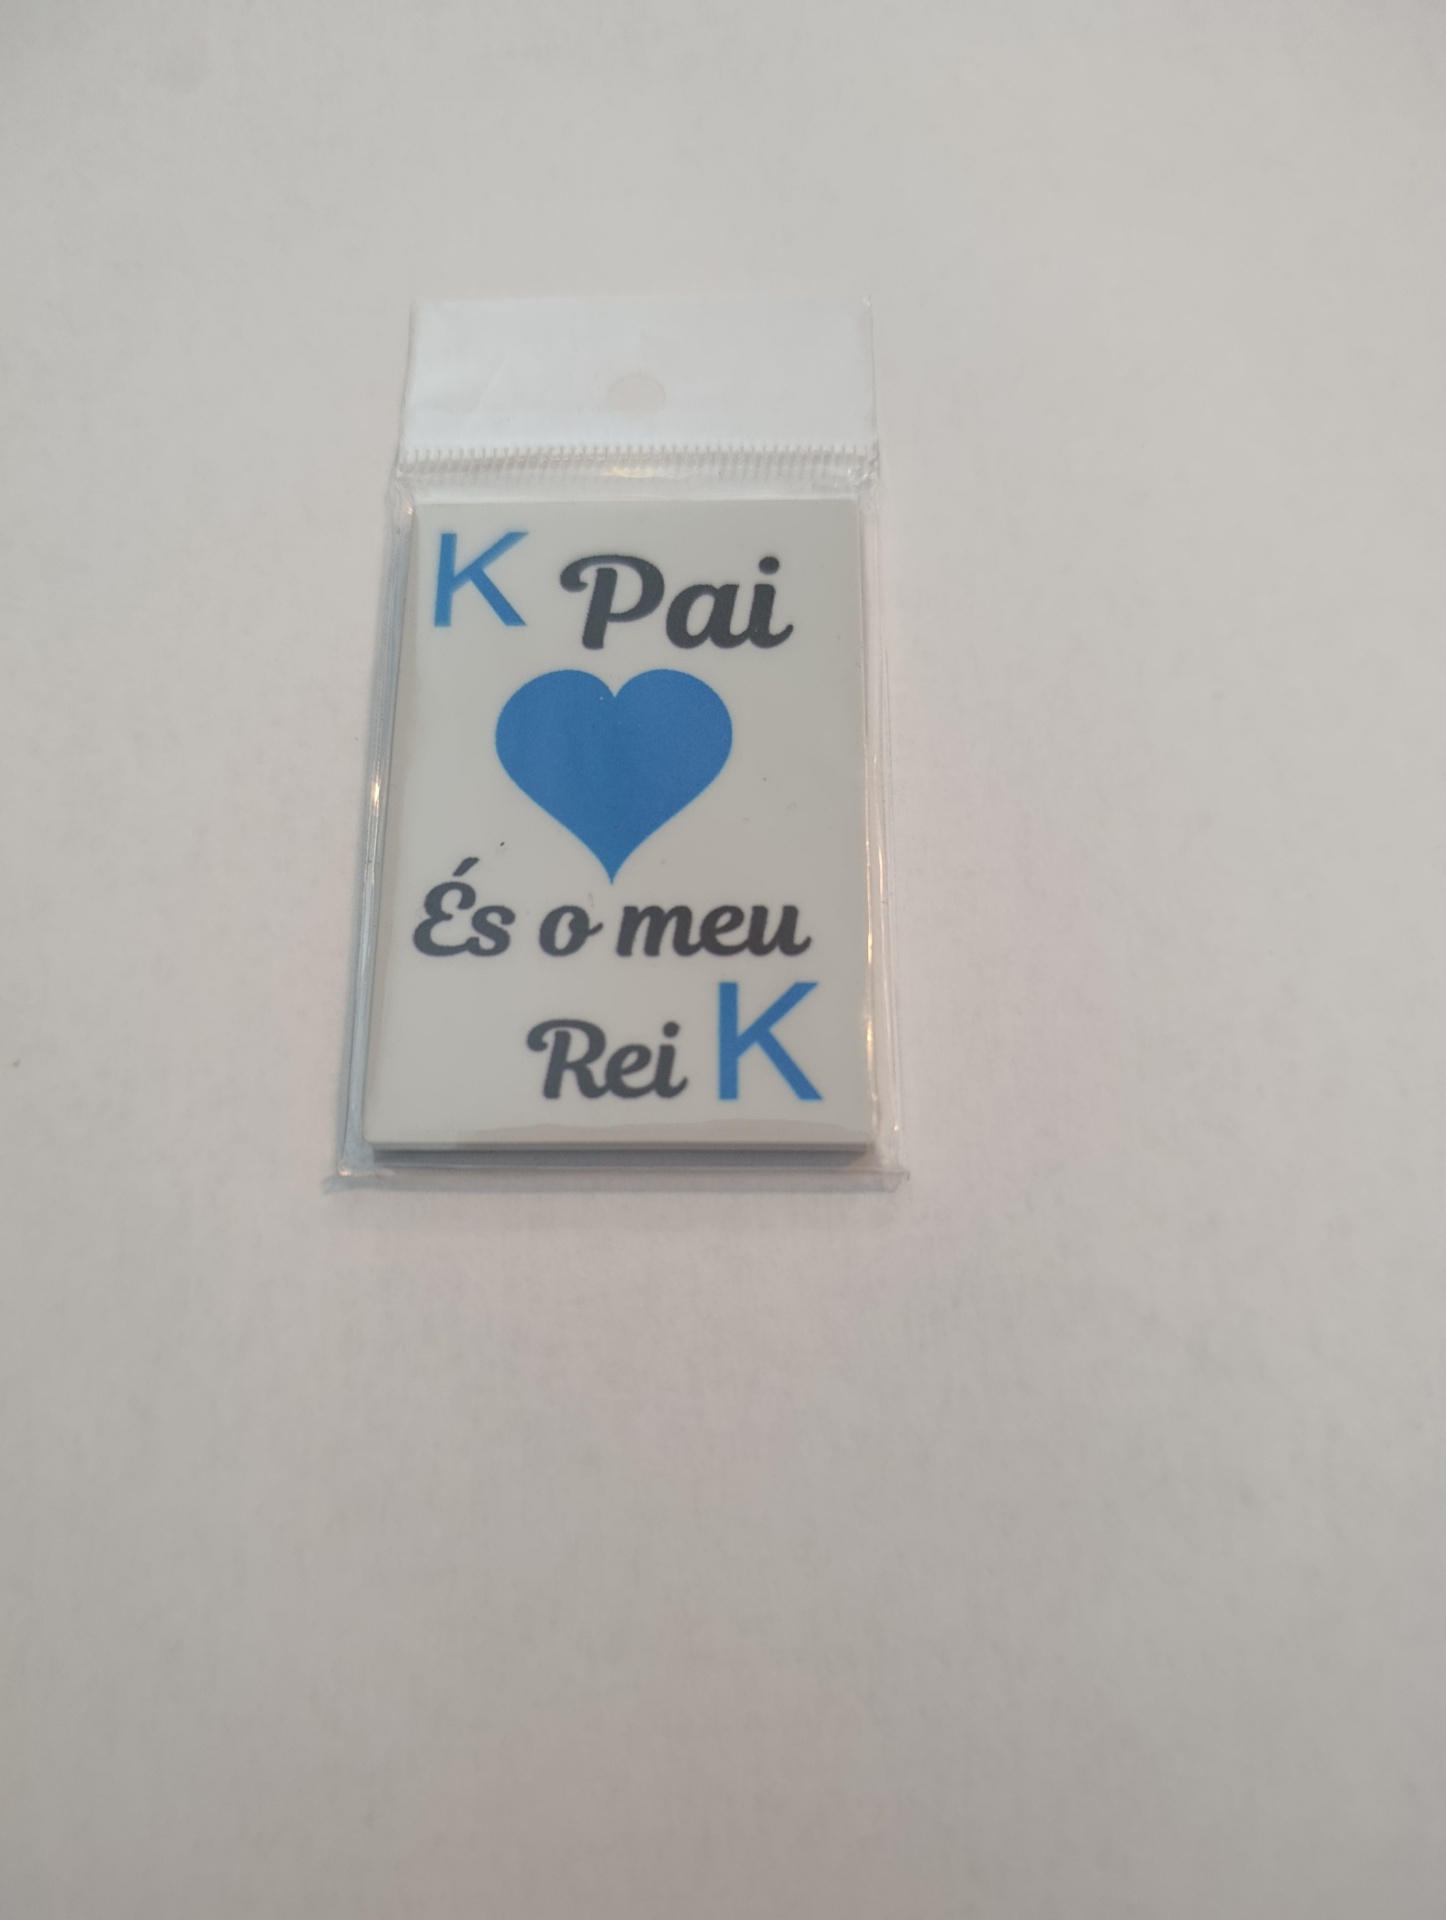 K Pai
És o meu
Rei K